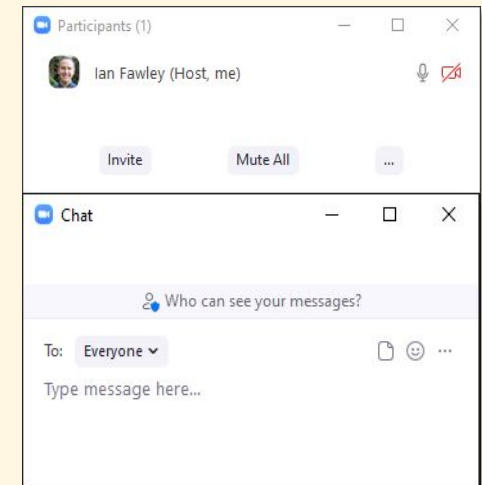 Participants (1)
Ian Fawley (Host, me)
Invite Mute All ...
Chat
Who can see your messages?
To: Everyone ...
Type message here...